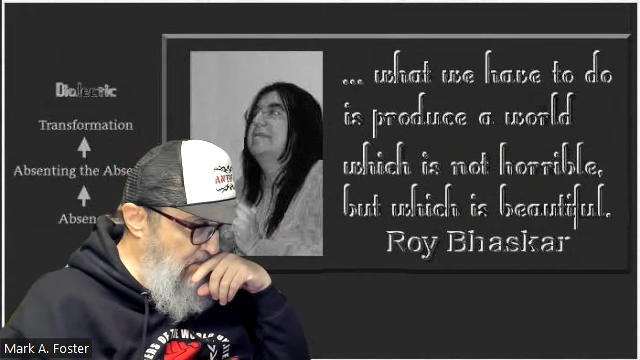 Dialectic
Transformation
Absenting the Abse
Absen
... what we have to do
is produce a world
which is not horrible,
but which is beautiful.
Roy Bhaskar
Mark A. Foster